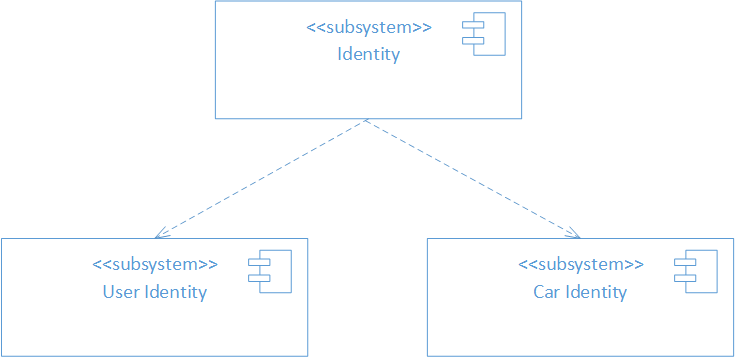 <<subsystem>>
Identity
<<subsystem>>
User Identity
<<subsystem>>
Car Identity